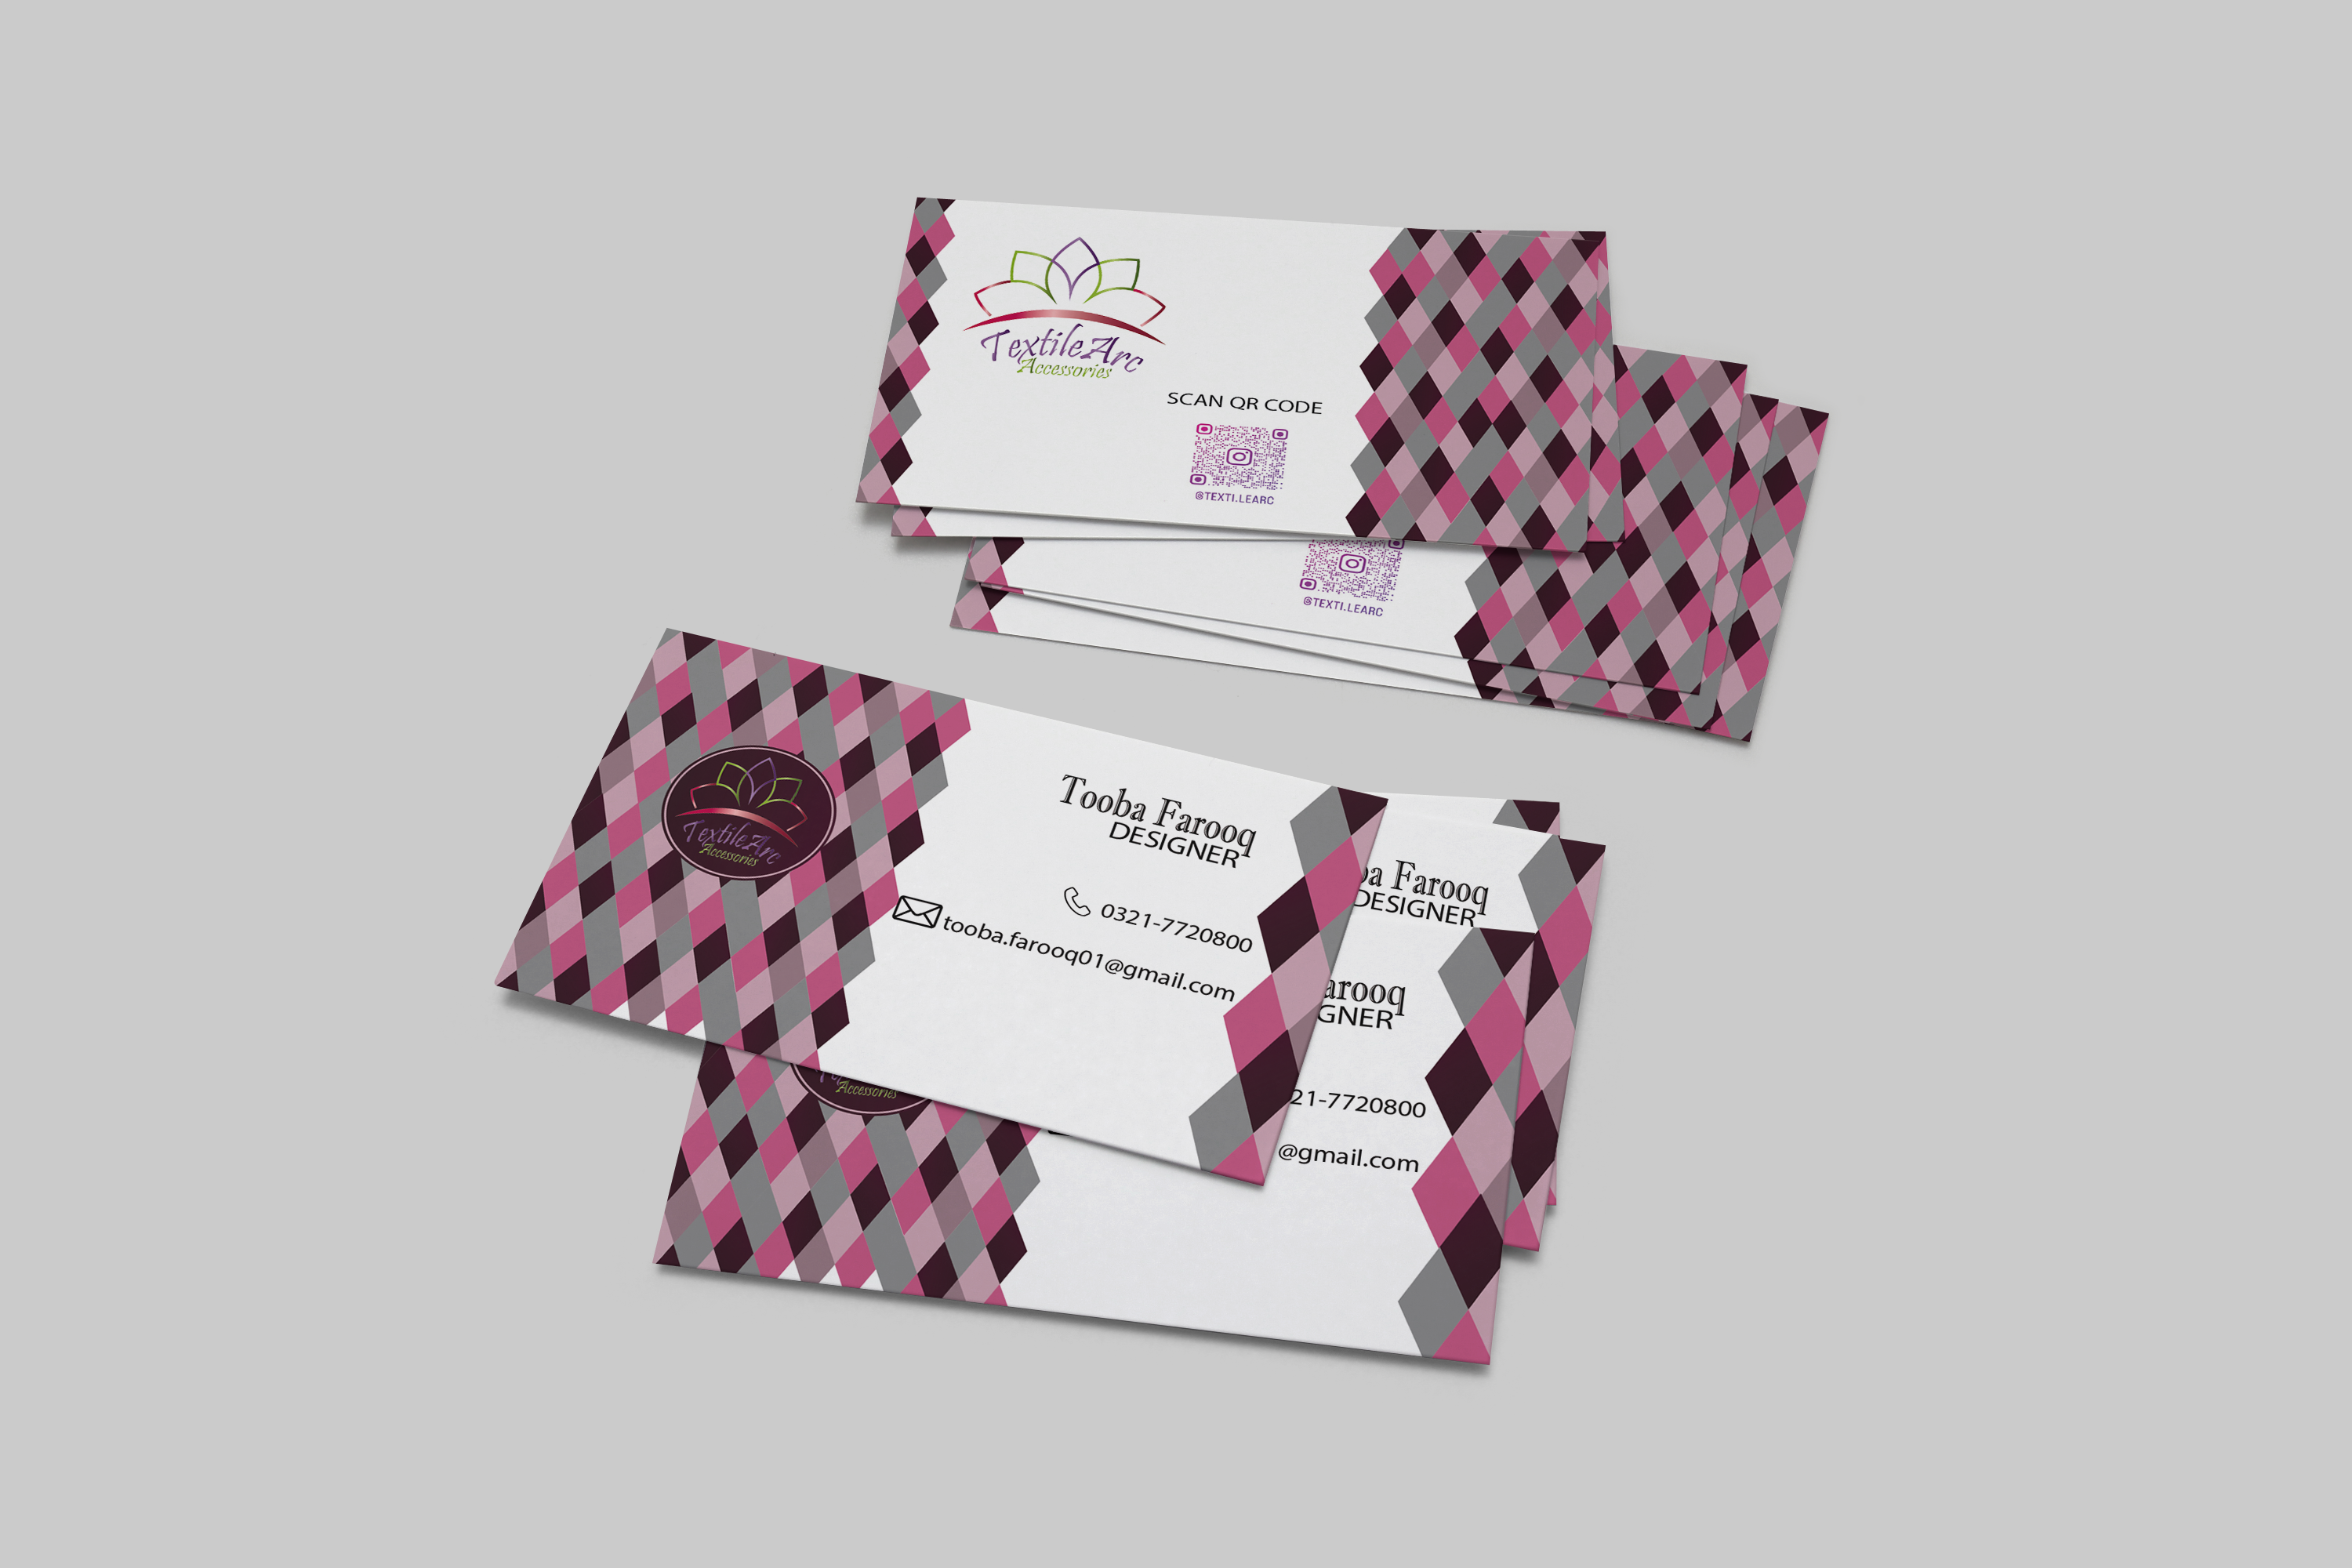 TextileArc
Accessories
SCAN QR CODE
@TEXTI.LEARC
@TEXTI.LEARC
TextileArc
Accessories
Tooba Farooq
DESIGNER
0321-7720800
tooba.farooq01@gmail.com
ba Farooq
DESIGNER
arooq
GNER
21-7720800
@gmail.com
Accessories